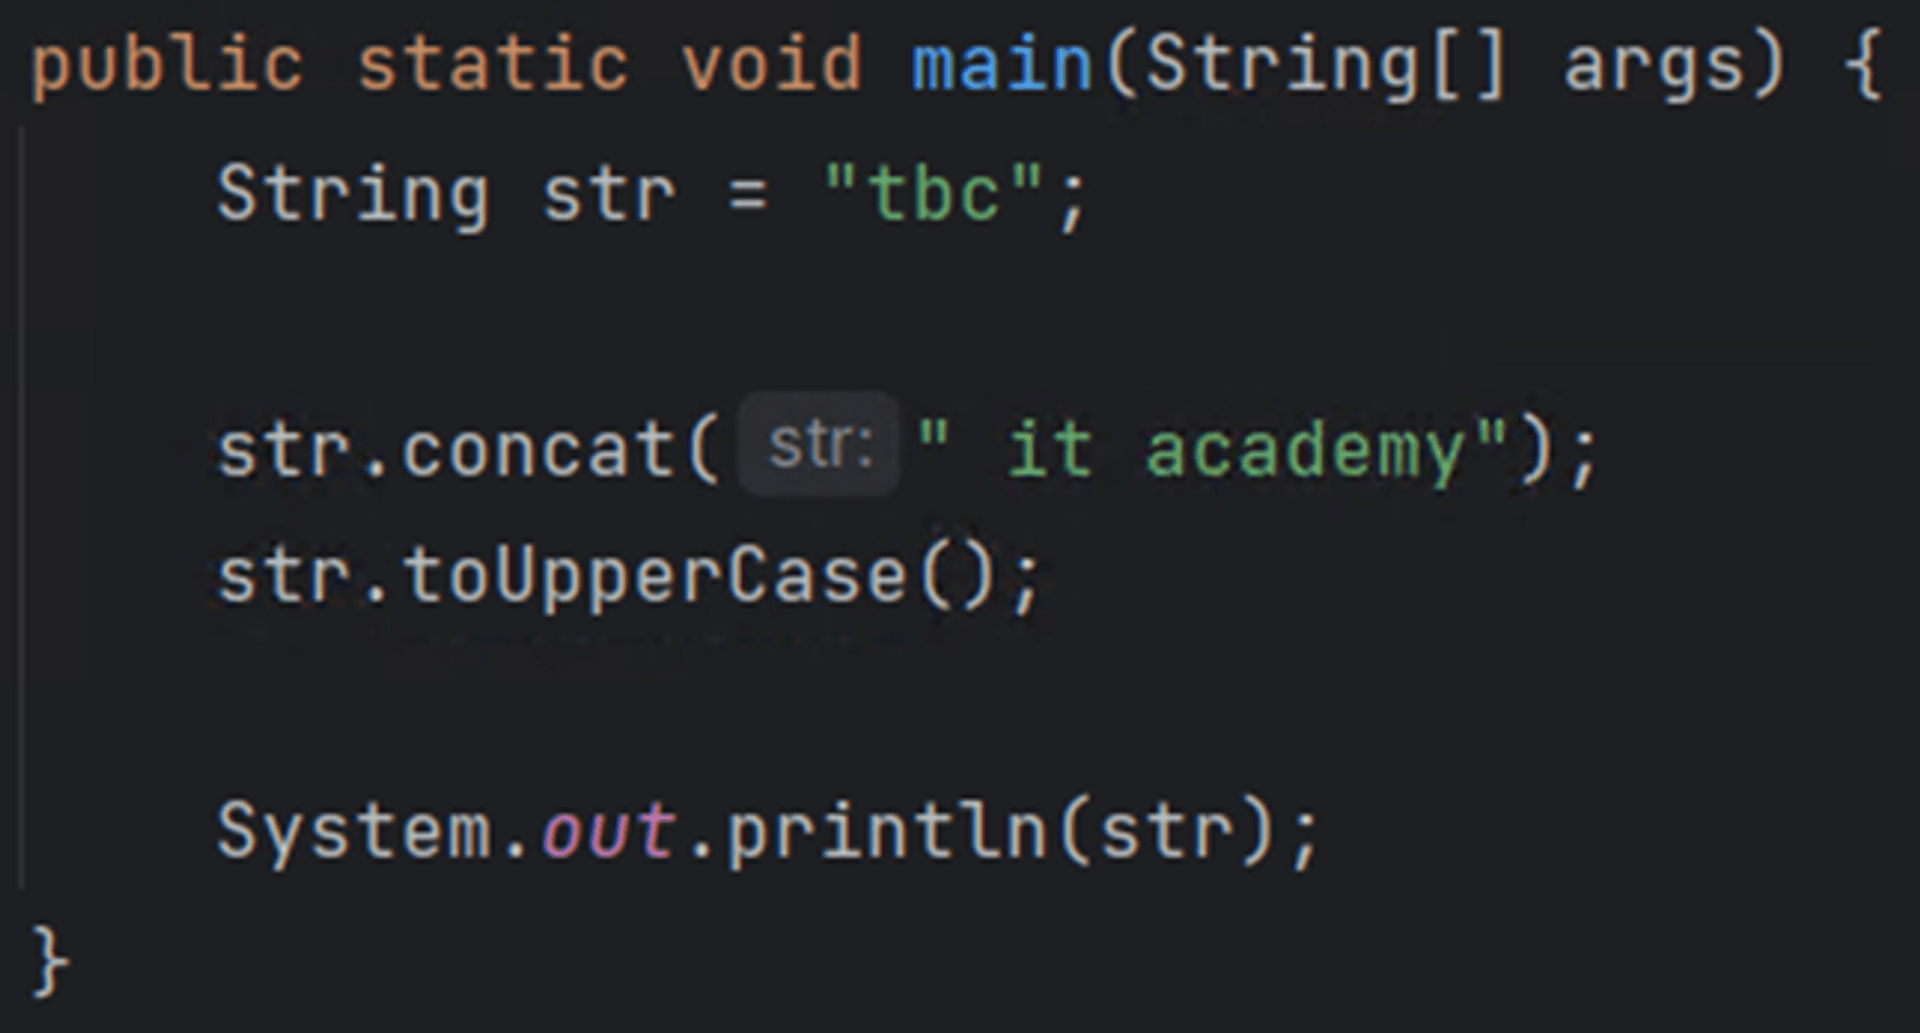 public static void main(String[] args) {
String str = "tbc";
str.concat( str: " it academy");
str.toUpperCase();
System.out.println(str);
}